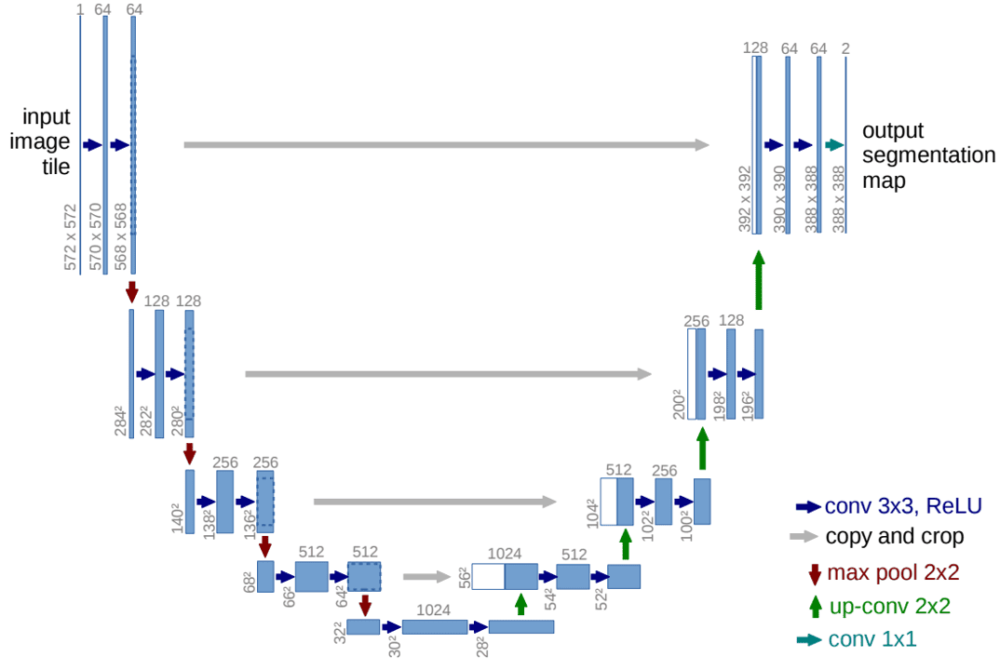 1 64 64
input
image
tile
572 x 572
570 x 570
568 x 568
128 64 64 2
392 x 392
390 x 390
388 x 388
388 x 388
output
segmentation
map
128 128
284²
282²
280²
256 128
200²
198²
196²
256 256
140²
138²
136²
512 256
104²
102²
100²
512 512
68²
66²
64²
1024 512
56²
54²
52²
1024
32²
30²
28²
conv 3x3, ReLU
copy and crop
max pool 2x2
up-conv 2x2
conv 1x1